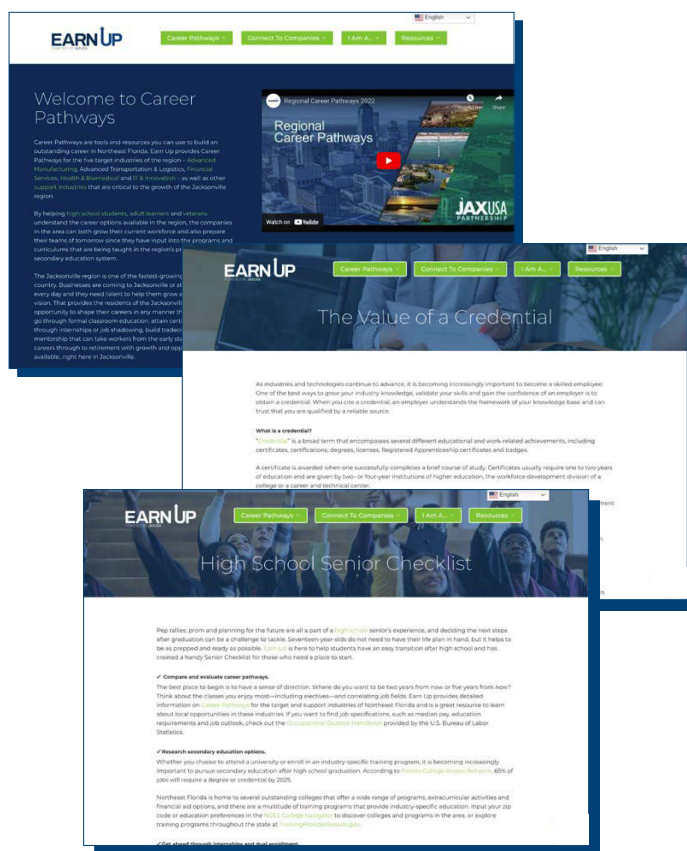 English
EARN UP
POWERED BY JAXUSA
Career Pathways
Connect To Companies
I Am A...
Resources
Welcome to Career
Pathways
Career Pathways are tools and resources you can use to build an
outstanding career in Northeast Florida. Earn Up provides Career
Pathways for the five target industries of the region – Advanced
Manufacturing, Advanced Transportation & Logistics, Financial
Services, Health & Biomedical and IT & Innovation – as well as other
support industries that are critical to the growth of the Jacksonville
region.
By helping high school students, adult learners and veterans
understand the career options available in the region, the companies
in the area can both grow their current workforce and also prepare
their teams of tomorrow since they have input into the programs and
curriculums that are being taught in the region's
secondary education system.
The Jacksonville region is one of the fastest-growing
country. Businesses are coming to Jacksonville or
every day and they need talent to help them grow
vision. That provides the residents of the Jacksonville
opportunity to shape their careers in any manner
go through formal classroom education, attain
through internships or job shadowing, build
mentorship that can take workers from the early
careers through to retirement with growth and
available...right here in Jacksonville.
Regional Career Pathways 2022
Watch later
Share
Regional
Career Pathways
Watch on YouTube
JAXUSA
PARTNERSHIP
English
EARN UP
Career Pathways
Connect To Companies
I Am A...
Resources
The Value of a Credential
As industries and technologies continue to advance, it is becoming increasingly important to become a skilled employee.
One of the best ways to grow your industry knowledge, validate your skills and gain the confidence of an employer is to
obtain a credential. When you cite a credential, an employer understands the framework of your knowledge base and can
trust that you are qualified by a reliable source.
What is a credential?
"Credential" is a broad term that encompasses several different educational and work-related achievements, including
certificates, certifications, degrees, licenses, Registered Apprenticeship certificates and badges.
A certificate is awarded when one successfully completes a brief course of study. Certificates usually require one to two years
of education and are given by two- or four-year institutions of higher education, the workforce-development division of a
college or a career and technical center.
English
EARN UP
POWERED BY JAXUSA
Career Pathways
Connect To Companies
I Am A...
Resources
High School Senior Checklist
Pep rallies, prom and planning for the future are all a part of a high school senior's experience, and deciding the next steps
after graduation can be a challenge to tackle. Seventeen-year-olds do not need to have their life plan in hand, but it helps to
be as prepped and ready as possible. Earn Up is here to help students have an easy transition after high school and has
created a handy Senior Checklist for those who need a place to start.
✓ Compare and evaluate career pathways.
The best place to begin is to have a sense of direction. Where do you want to be two years from now or five years from now?
Think about the classes you enjoy most—including electives—and correlating job fields. Earn Up provides detailed
information on Career Pathways for the target and support industries of Northeast Florida and is a great resource to learn
about local opportunities in these industries. If you want to find job specifications, such as median pay, education
requirements and job outlook, check out the Occupational Outlook Handbook provided by the U.S. Bureau of Labor
Statistics.
✓ Research secondary education options.
Whether you choose to attend a university or enroll in an industry-specific training program, it is becoming increasingly
important to pursue secondary education after high school graduation. According to Florida College Access Network, 65% of
jobs will require a degree or credential by 2025.
Northeast Florida is home to several outstanding colleges that offer a wide range of programs, extracurricular activities and
financial aid options, and there are a multitude of training programs that provide industry-specific education. Input your zip
code or education preferences in the NCES College Navigator to discover colleges and programs in the area, or explore
training programs throughout the state at TrainingProviderResults.gov.
✓ Get ahead through internships and dual enrollment.